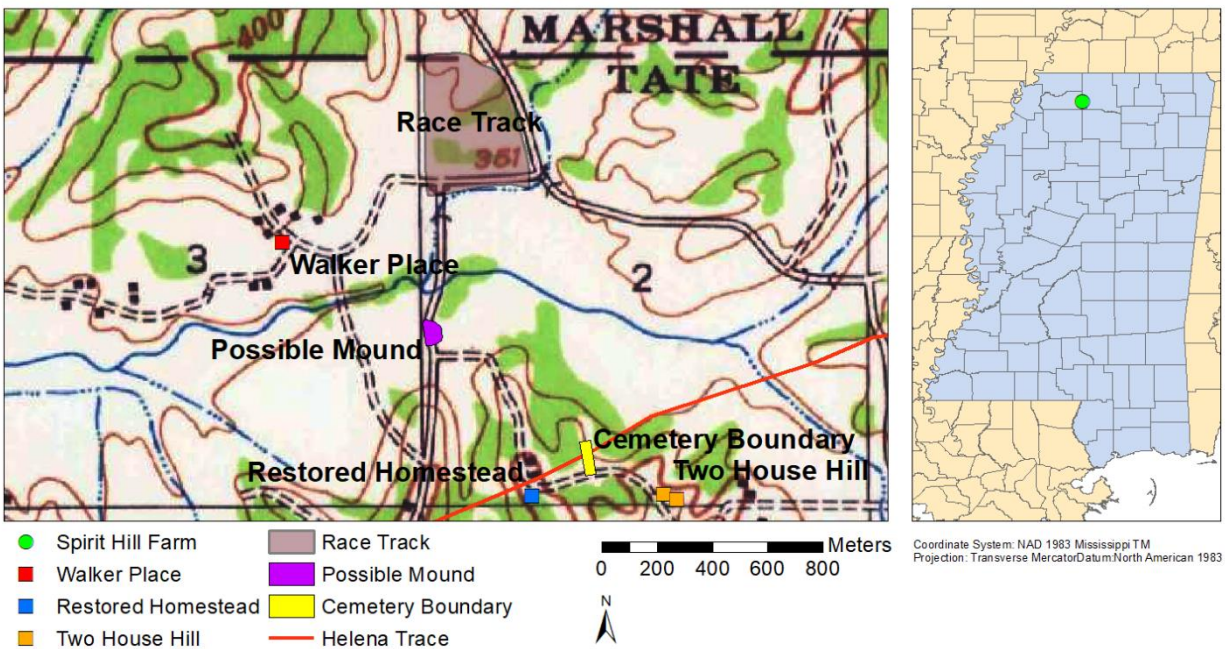 MARSHALL
400
TATE
Race Track
351
3
Walker Place
2
Possible Mound
Cemetery Boundary
Restored Homestead
Two House Hill
Spirit Hill Farm
Walker Place
Restored Homestead
Two House Hill
Race Track
Possible Mound
Cemetery Boundary
Helena Trace
Meters
0 200 400 600 800
N
Coordinate System: NAD 1983 Mississippi TM
Projection: Transverse MercatorDatum:North American 1983